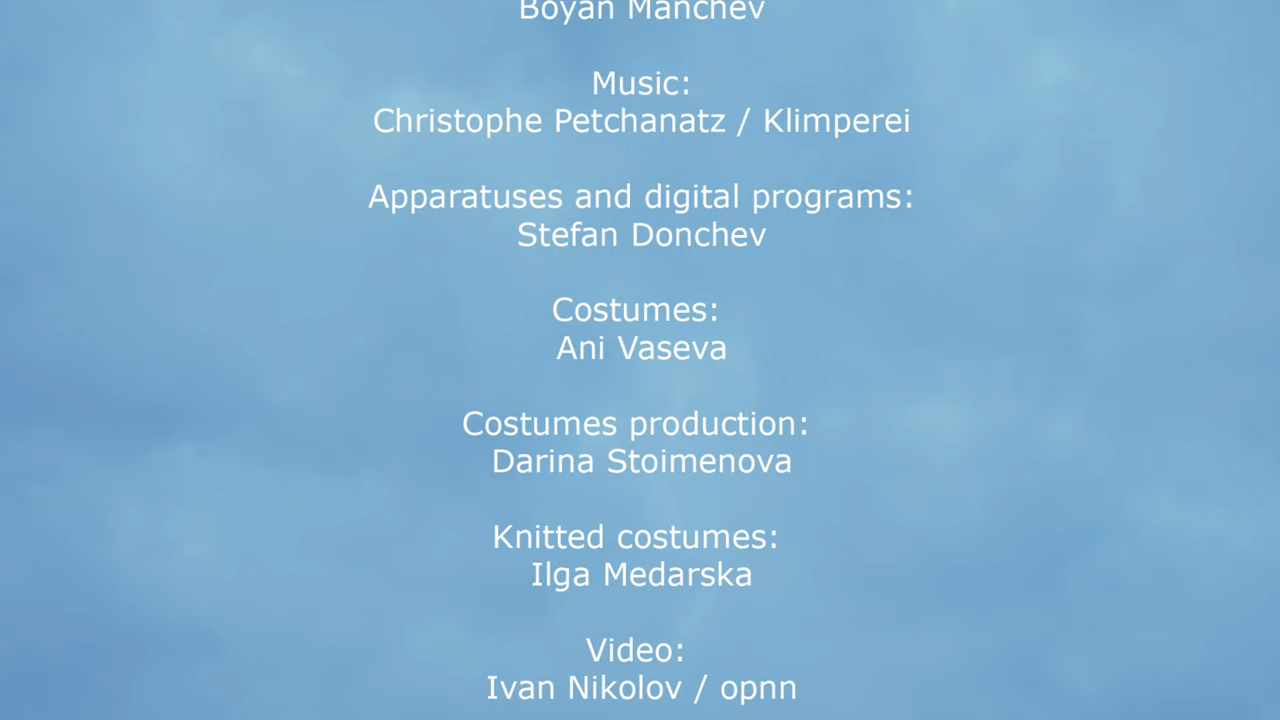 Boyan Manchev
Music:
Christophe Petchanatz / Klimperei
Apparatuses and digital programs:
Stefan Donchev
Costumes:
Ani Vaseva
Costumes production:
Darina Stoimenova
Knitted costumes:
Ilga Medarska
Video:
Ivan Nikolov / opnn